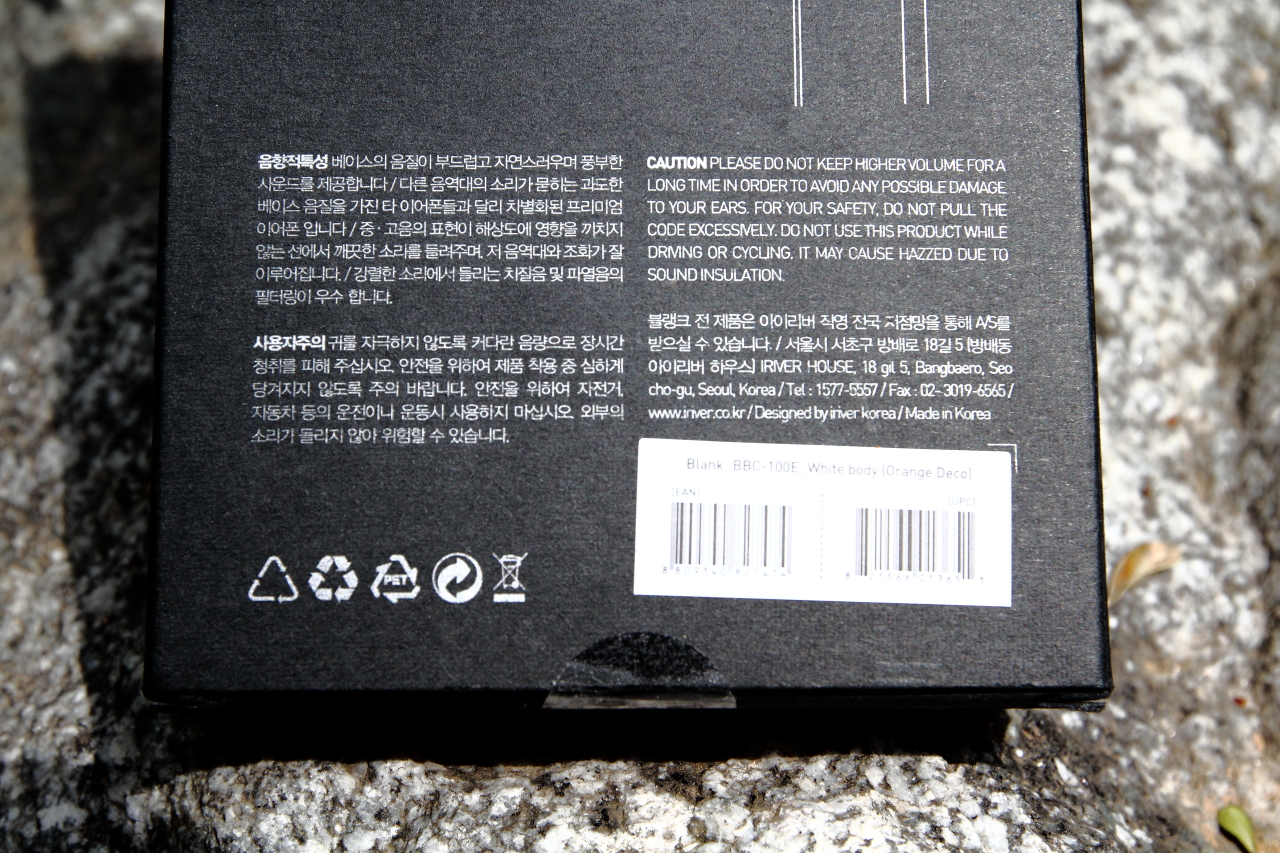 음향적특성 베이스의 음질이 부드럽고 자연스러우며 풍부한
사운드를 제공합니다 / 다른 음역대의 소리가 묻히는 과도한
베이스 음질을 가진 타 이어폰들과 달리 차별화된 프리미엄
이어폰 입니다 / 중 · 고음의 표현이 해상도에 영향을 끼치지
않는 선에서 깨끗한 소리를 들려주며, 저 음역대와 조화가 잘
이루어집니다. / 강렬한 소리에서 들리는 치찰음 및 파열음의
필터링이 우수 합니다.
사용자주의 귀를 자극하지 않도록 커다란 음량으로 장시간
청취를 피해 주십시오. 안전을 위하여 제품 착용 중 심하게
당겨지지 않도록 주의 바랍니다. 안전을 위하여 자전거,
자동차 등의 운전이나 운동시 사용하지 마십시오. 외부의
소리가 들리지 않아 위험할 수 있습니다.
CAUTION PLEASE DO NOT KEEP HIGHER VOLUME FOR A
LONG TIME IN ORDER TO AVOID ANY POSSIBLE DAMAGE
TO YOUR EARS. FOR YOUR SAFETY, DO NOT PULL THE
CODE EXCESSIVELY. DO NOT USE THIS PRODUCT WHILE
DRIVING OR CYCLING. IT MAY CAUSE HAZZED DUE TO
SOUND INSULATION.
블랭크 전 제품은 아이리버 직영 전국 지점망을 통해 A/S를
받으실 수 있습니다. / 서울시 서초구 방배로 18길 5 (방배동
아이리버 하우스) IRIVER HOUSE, 18 gil 5, Bangbaero, Seo
cho-gu, Seoul, Korea / Tel : 1577-5557 / Fax : 02-3019-6565 /
www.iriver.co.kr / Designed by iriver korea / Made in Korea
Blank BBC-100E White body (Orange Deco)
[EAN] [UPC]
PET